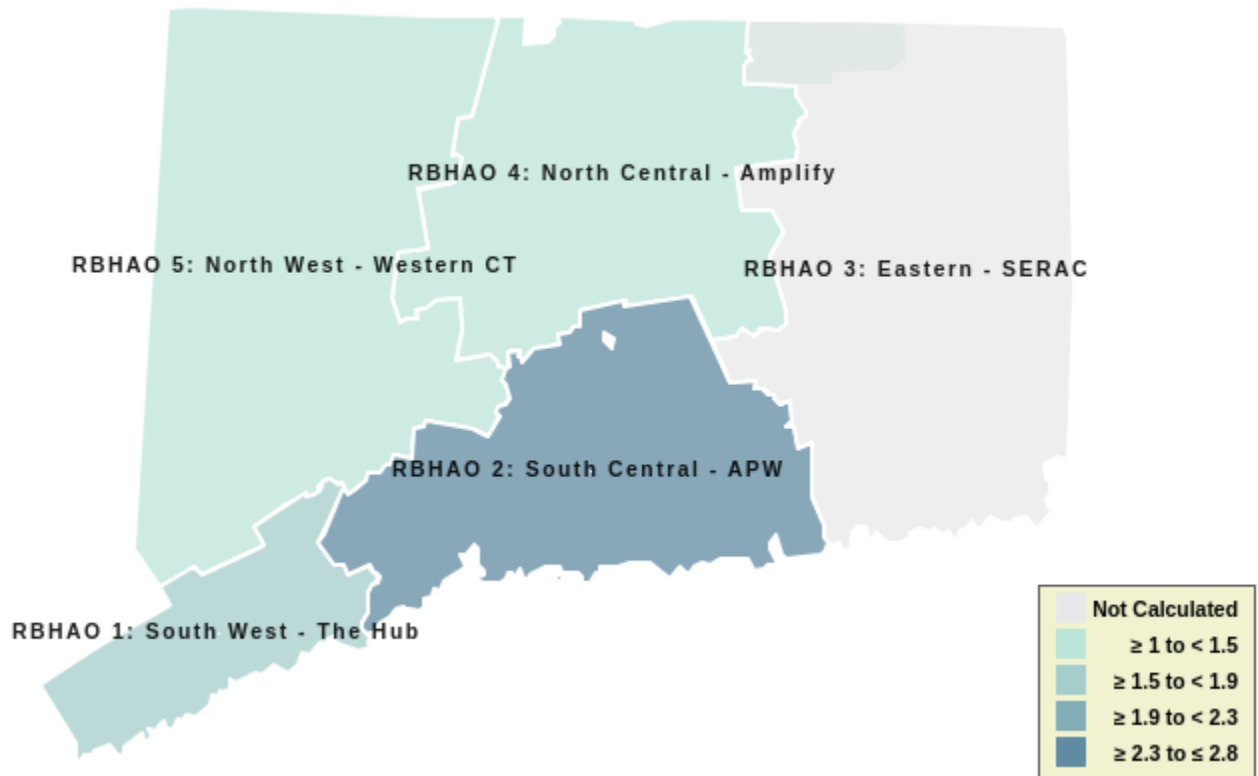 RBHAO 4: North Central - Amplify
RBHAO 5: North West - Western CT
RBHAO 3: Eastern - SERAC
RBHAO 2: South Central - APW
RBHAO 1: South West - The Hub
Not Calculated
≥ 1 to < 1.5
≥ 1.5 to < 1.9
≥ 1.9 to < 2.3
≥ 2.3 to ≤ 2.8